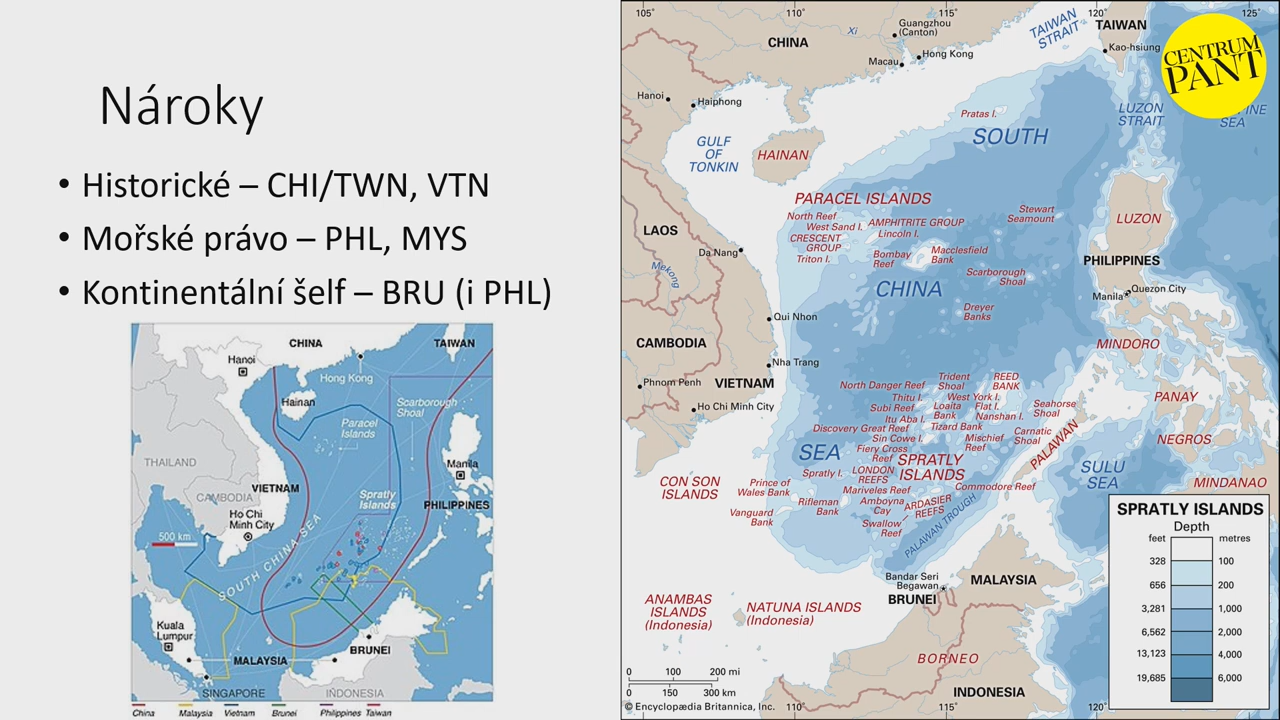 Nároky
• Historické – CHI/TWN, VTN
• Mořské právo – PHL, MYS
• Kontinentální šelf – BRU (i PHL)
CHINA
TAIWAN
Hanoi
Hong Kong
Hainan
Scarborough
Shoal
Paracel
Islands
THAILAND
Manila
VIETNAM
Spratly
Islands
CAMBODIA
PHILIPPINES
Ho Chi
Minh City
500 km
SOUTH CHINA SEA
Kuala
Lumpur
BRUNEI
MALAYSIA
SINGAPORE
INDONESIA
China
Malaysia
Vietnam
Brunei
Philippines
Taiwan
105°
110°
115°
120°
125°
TAIWAN
STRAIT
TAIWAN
Guangzhou
(Canton)
Xi
CHINA
Kao-hsiung
Hong Kong
Macau
CENTRUM
PANT
Hanoi
Haiphong
Pratas I.
LUZON
STRAIT
INE
SEA
SOUTH
GULF
OF
TONKIN
HAINAN
PARACEL ISLANDS
North Reef
West Sand I.
AMPHITRITE GROUP
Lincoln I.
Stewart
Seamount
LUZON
LAOS
CRESCENT
GROUP
Triton I.
Da Nang
Bombay
Reef
Macclesfield
Bank
PHILIPPINES
Mekong
Scarborough
Shoal
CHINA
Quezon City
Manila
Dreyer
Banks
Qui Nhon
CAMBODIA
MINDORO
Nha Trang
Phnom Penh
VIETNAM
North Danger Reef
Trident
Shoal
REED
BANK
Thitu I.
West York I.
PANAY
Ho Chi Minh City
Subi Reef
Loaita
Bank
Flat I.
Seahorse
Shoal
Itu Aba I.
Nanshan I.
Discovery Great Reef
Tizard Bank
Sin Cowe I.
Mischief
Reef
Carnatic
Shoal
PALAWAN
NEGROS
Fiery Cross
Reef
SEA
SPRATLY
ISLANDS
SULU
SEA
Spratly I.
LONDON
REEFS
CON SON
ISLANDS
Prince of
Wales Bank
Mariveles Reef
Commodore Reef
MINDANAO
Rifleman
Bank
Amboyna
Cay
ARDASIER
REEFS
Vanguard
Bank
Swallow
Reef
PALAWAN TROUGH
SPRATLY ISLANDS
Depth
feet
metres
328
100
656
200
3,281
1,000
6,562
2,000
13,123
4,000
19,685
6,000
Bandar Seri
Begawan
MALAYSIA
BRUNEI
ANAMBAS
ISLANDS
(Indonesia)
NATUNA ISLANDS
(Indonesia)
BORNEO
0 100 200 mi
0 150 300 km
INDONESIA
© Encyclopædia Britannica, Inc.
110°
115°
120°